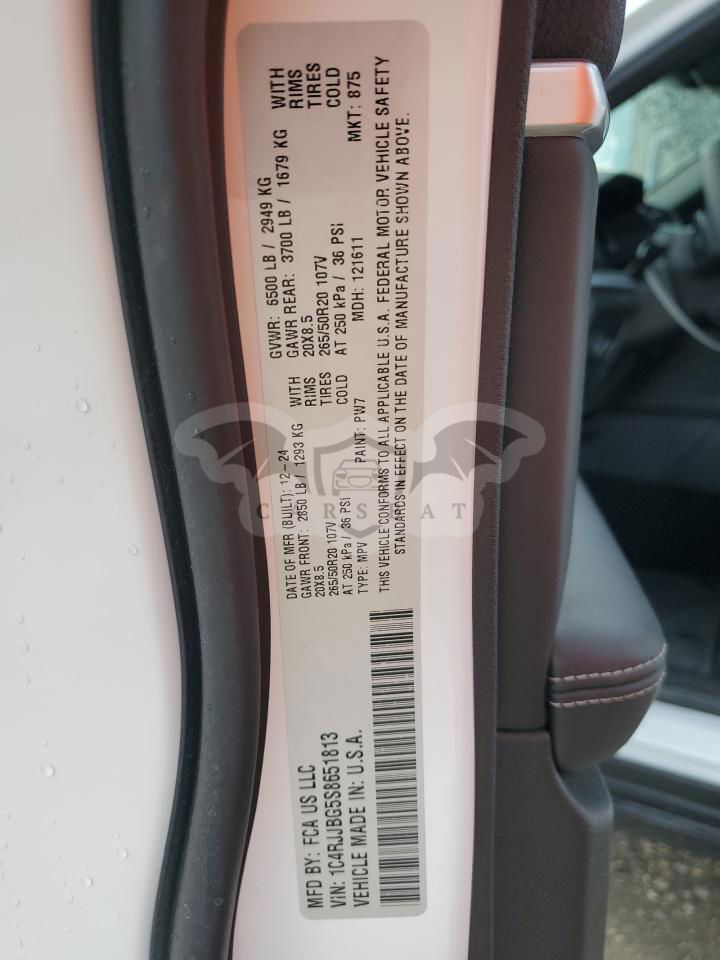 MFD BY: FCA US LLC
VIN: 1C4RJJBG5S8651813
VEHICLE MADE IN: U.S.A.
DATE OF MFR (BUILT): 12-24
GAWR FRONT: 2850 LB / 1293 KG WITH
20X8.5 RIMS
265/50R20 107V TIRES
AT 250 kPa / 36 PSi COLD
GVWR: 6500 LB / 2949 KG
GAWR REAR: 3700 LB / 1679 KG WITH
20X8.5 RIMS
265/50R20 107V TIRES
AT 250 kPa / 36 PSi COLD
TYPE: MPV PAINT: PW7 MDH: 121611 MKT: 875
THIS VEHICLE CONFORMS TO ALL APPLICABLE U.S.A. FEDERAL MOTOR VEHICLE SAFETY
STANDARDS IN EFFECT ON THE DATE OF MANUFACTURE SHOWN ABOVE.
CARSBAT